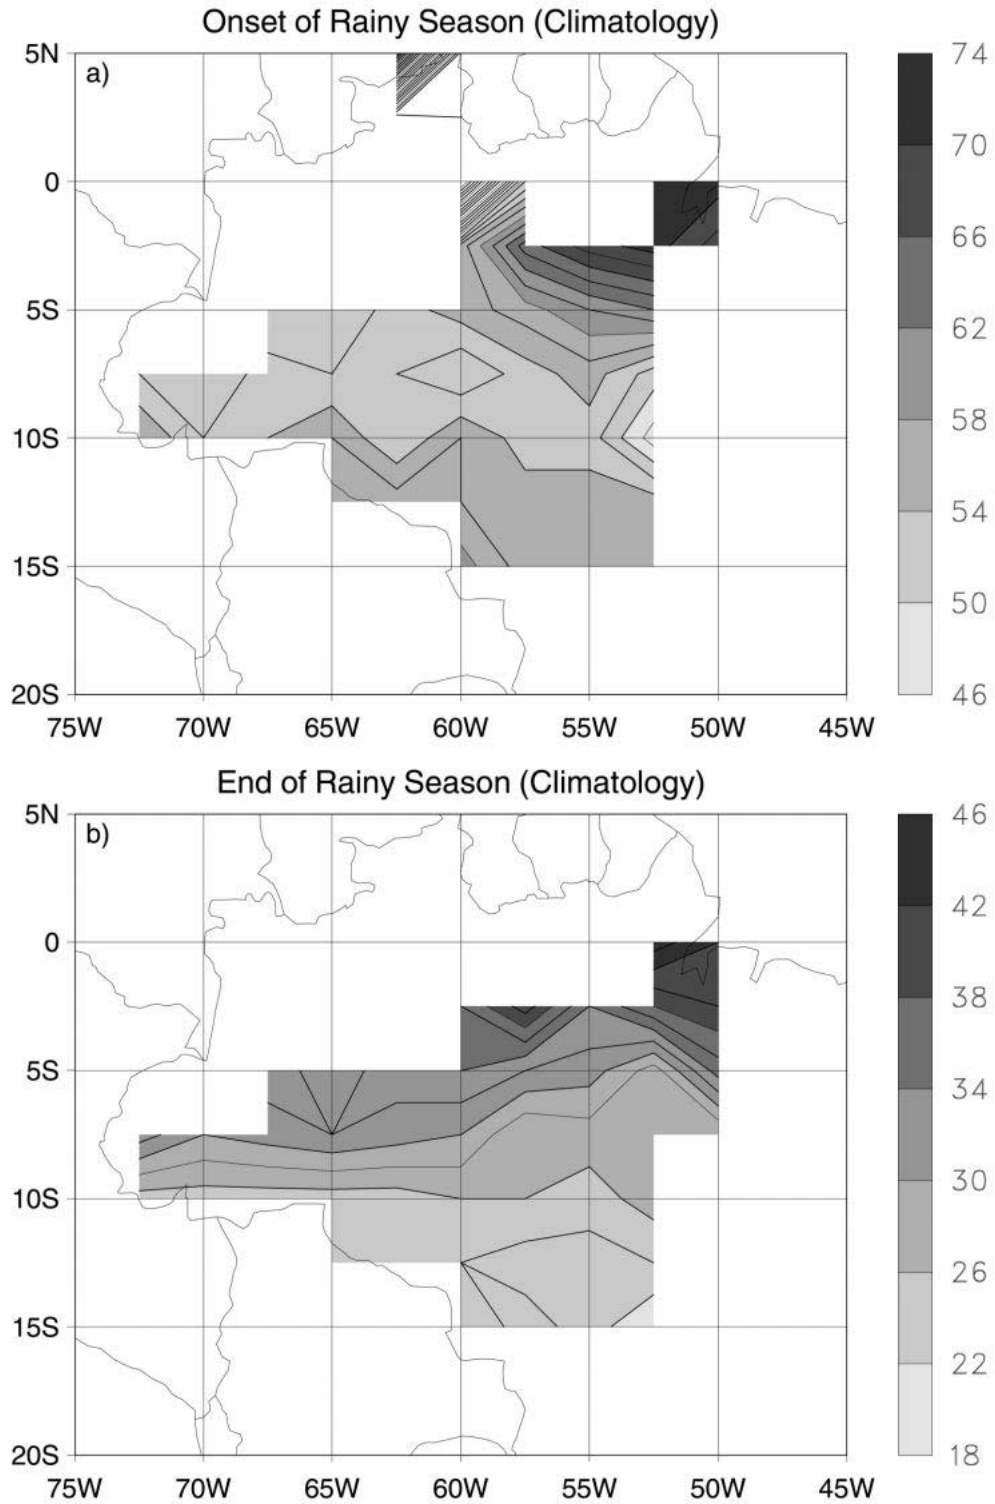 Onset of Rainy Season (Climatology)
a)
5N
0
5S
10S
15S
20S
75W 70W 65W 60W 55W 50W 45W
74
70
66
62
58
54
50
46
End of Rainy Season (Climatology)
b)
5N
0
5S
10S
15S
20S
75W 70W 65W 60W 55W 50W 45W
46
42
38
34
30
26
22
18